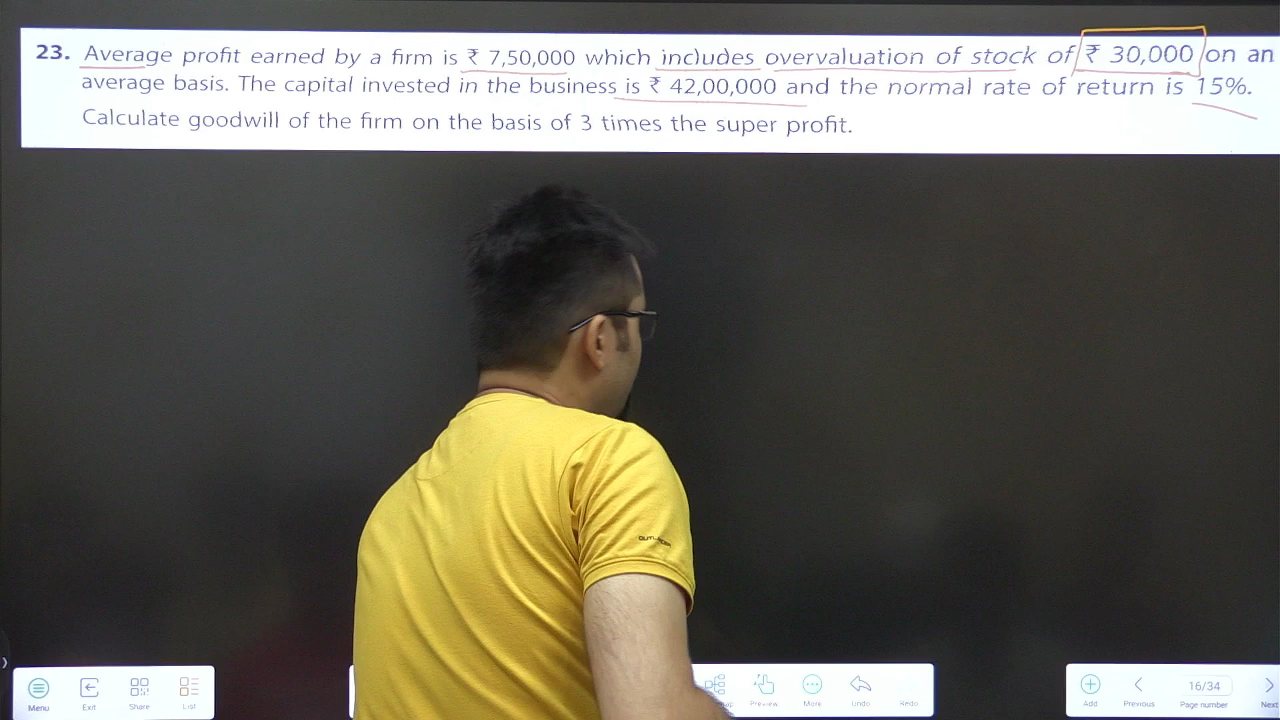 23. Average profit earned by a firm is ₹ 7,50,000 which includes overvaluation of stock of ₹ 30,000 on an
average basis. The capital invested in the business is ₹ 42,00,000 and the normal rate of return is 15%.
Calculate goodwill of the firm on the basis of 3 times the super profit.
Menu
Exit
Share
List
Preview
More
Undo
Redo
Add
Previous
16/34
Page number
Next